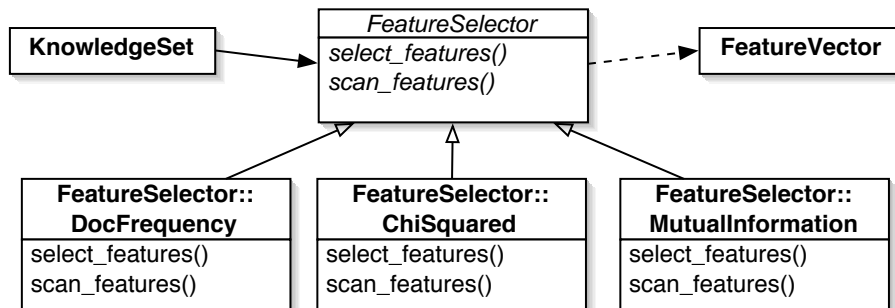 FeatureSelector
select_features()
scan_features()
KnowledgeSet
FeatureVector
FeatureSelector::
DocFrequency
select_features()
scan_features()
FeatureSelector::
ChiSquared
select_features()
scan_features()
FeatureSelector::
MutualInformation
select_features()
scan_features()